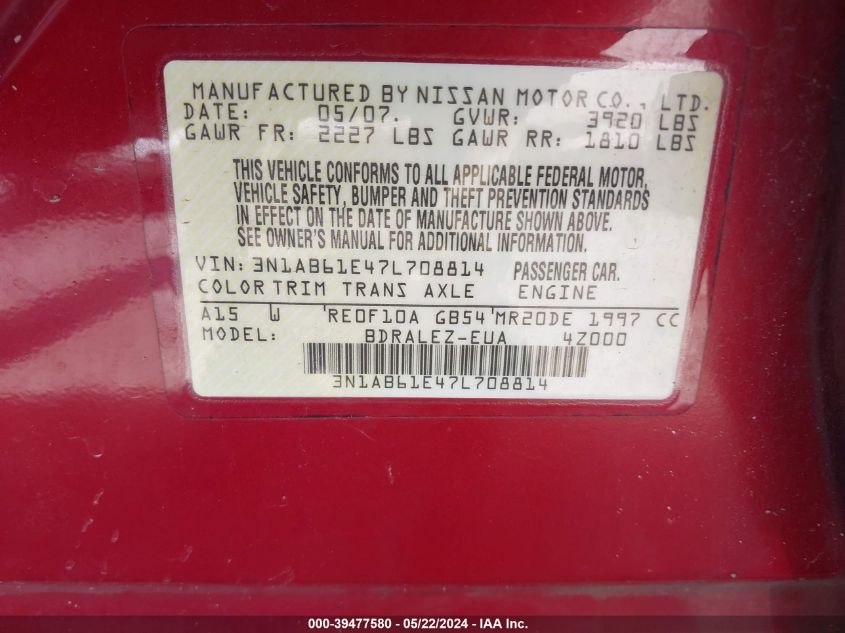 MANUFACTURED BY NISSAN MOTOR CO., LTD.
DATE: 05/07. GVWR: 3920 LBS
GAWR FR: 2227 LBS GAWR RR: 1810 LBS
THIS VEHICLE CONFORMS TO ALL APPLICABLE FEDERAL MOTOR,
VEHICLE SAFETY, BUMPER AND THEFT PREVENTION STANDARDS
IN EFFECT ON THE DATE OF MANUFACTURE SHOWN ABOVE.
SEE OWNER'S MANUAL FOR ADDITIONAL INFORMATION.
VIN: 3N1AB61E47L708814 PASSENGER CAR.
COLOR TRIM TRANS AXLE ENGINE
A15 W 'RE0F10A GB54'MR20DE 1997 CC
MODEL: BDRALEZ-EUA 4Z000
3N1AB61E47L708814
000-39477580 - 05/22/2024 - IAA Inc.